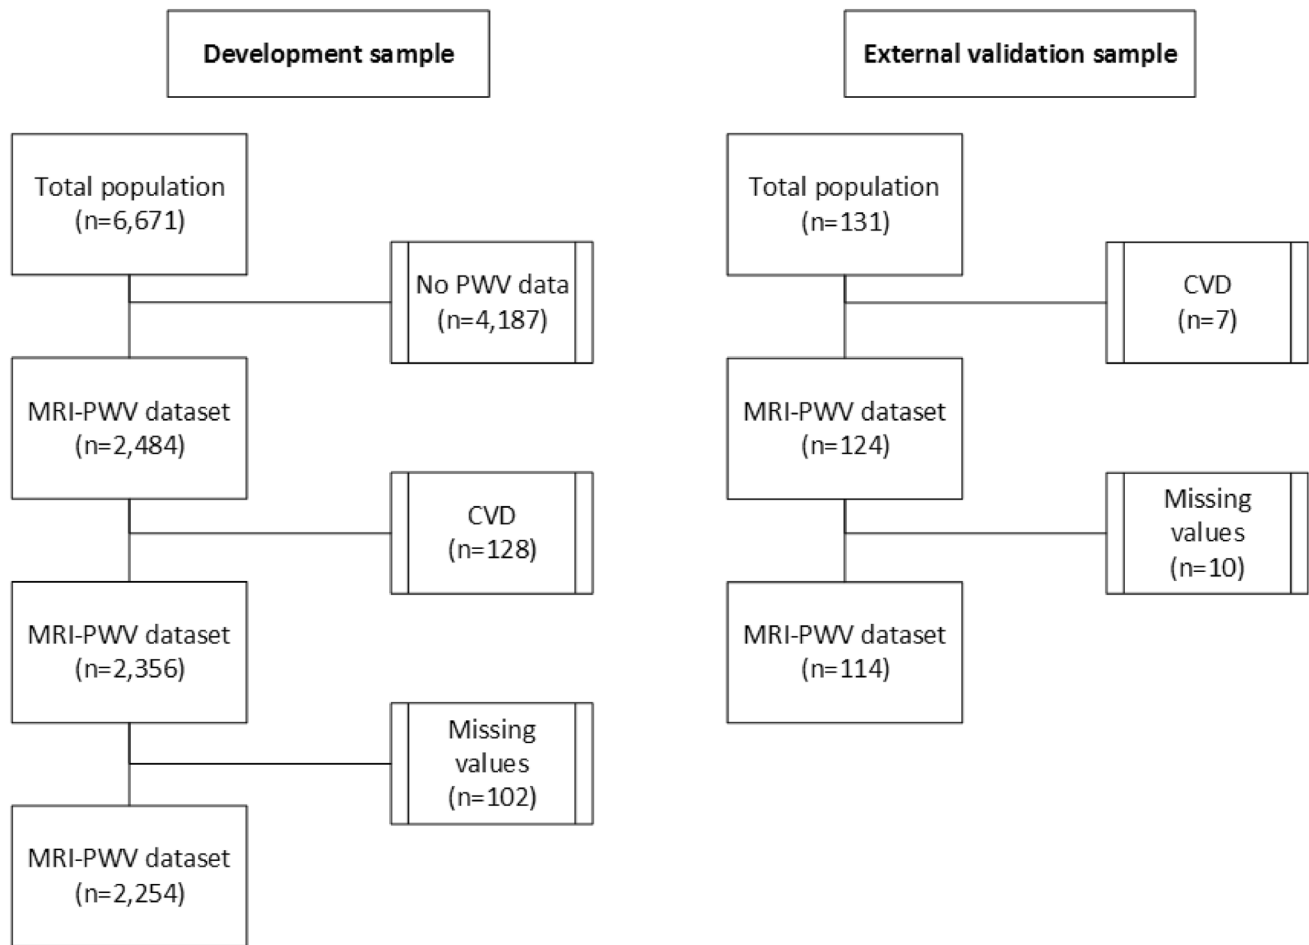 Development sample
Total population
(n=6,671)
No PWV data
(n=4,187)
MRI-PWV dataset
(n=2,484)
CVD
(n=128)
MRI-PWV dataset
(n=2,356)
Missing
values
(n=102)
MRI-PWV dataset
(n=2,254)
External validation sample
Total population
(n=131)
CVD
(n=7)
MRI-PWV dataset
(n=124)
Missing
values
(n=10)
MRI-PWV dataset
(n=114)